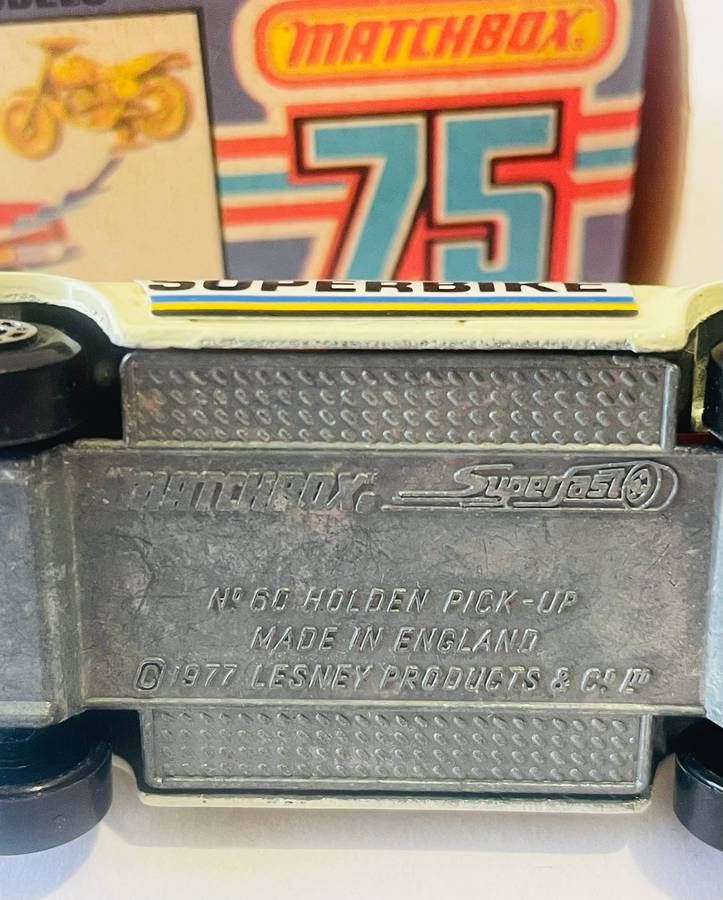 MATCHBOX
75
SUPERBIKE
MATCHBOX Superfast
Nº 60 HOLDEN PICK-UP
MADE IN ENGLAND
© 1977 LESNEY PRODUCTS & Cº Lᵀᴰ